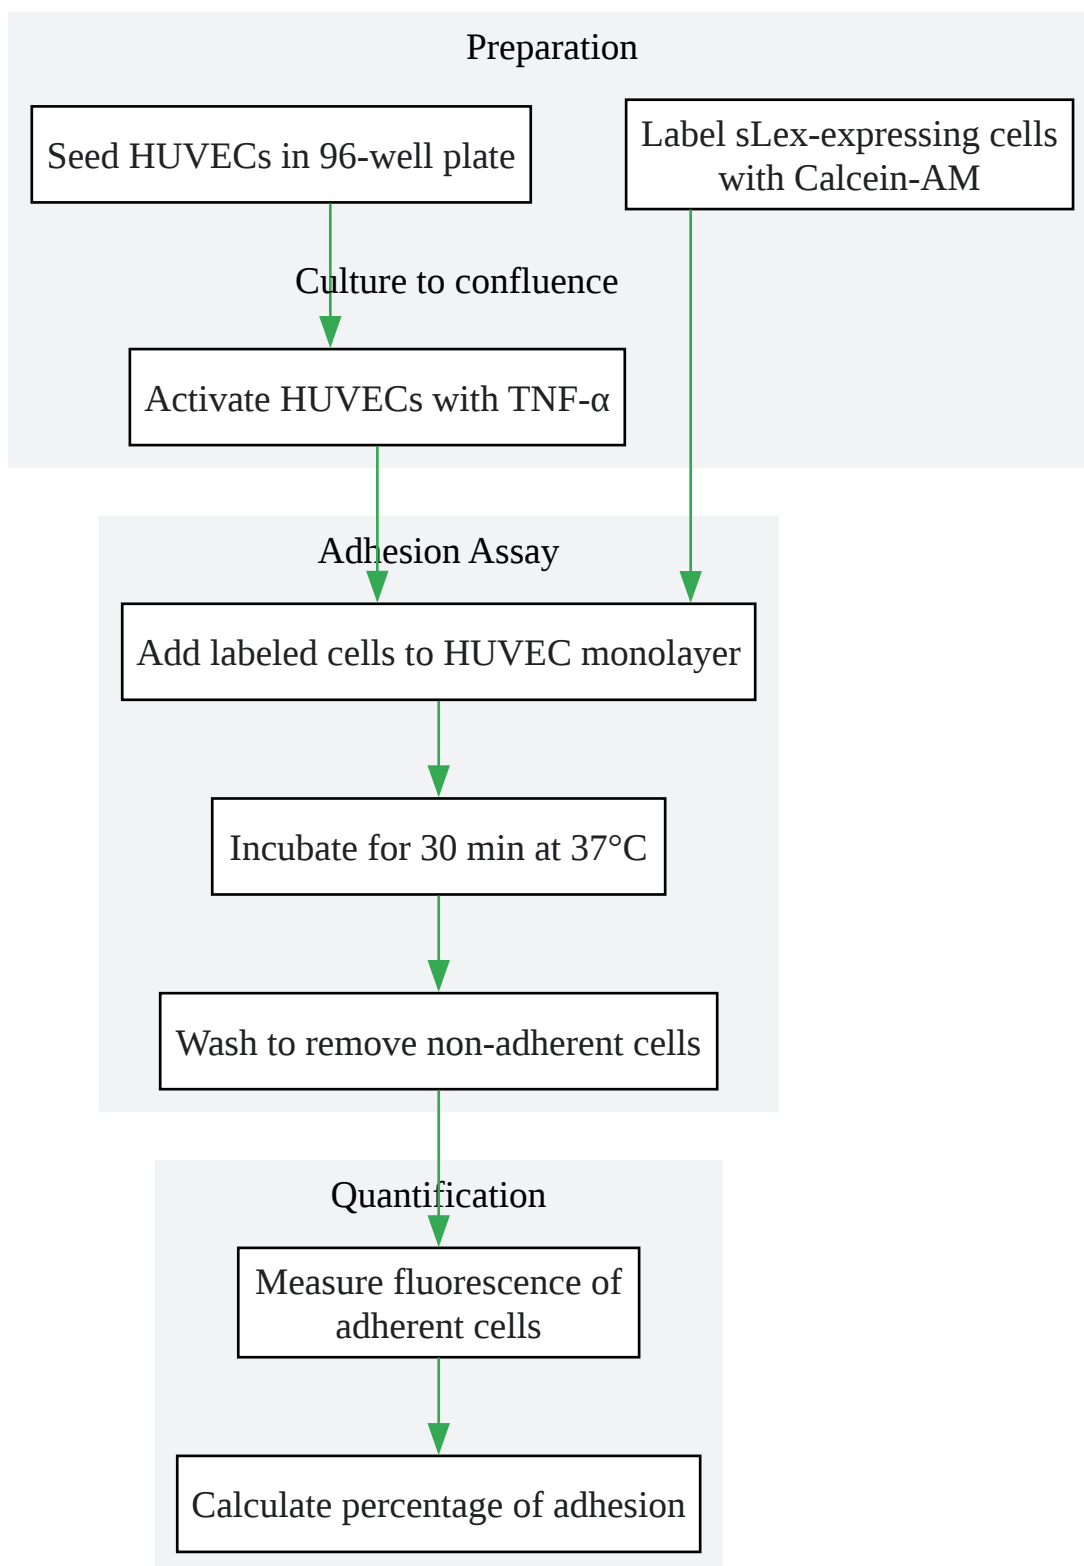 Preparation
Seed HUVECs in 96-well plate
Label sLex-expressing cells
with Calcein-AM
Culture to confluence
Activate HUVECs with TNF-α
Adhesion Assay
Add labeled cells to HUVEC monolayer
Incubate for 30 min at 37°C
Wash to remove non-adherent cells
Quantification
Measure fluorescence of
adherent cells
Calculate percentage of adhesion